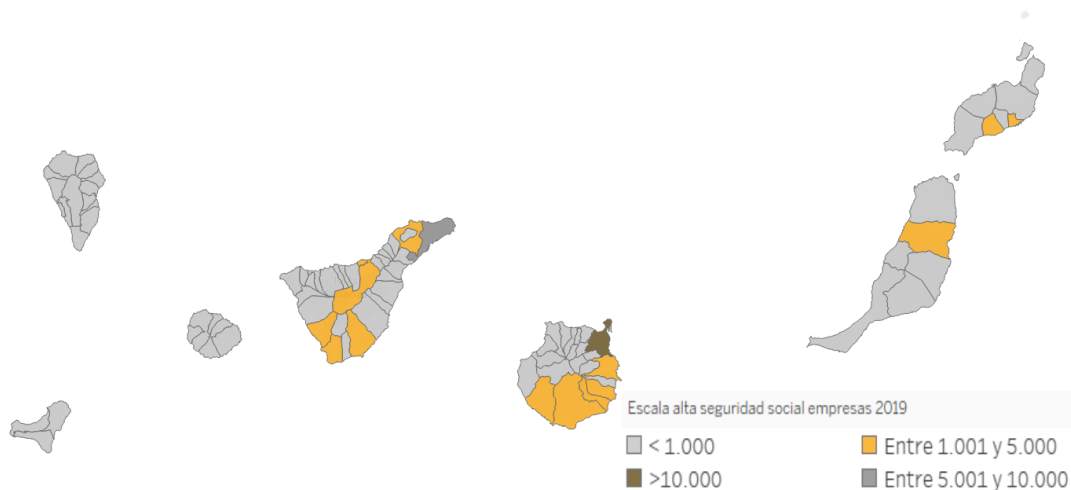 Escala alta seguridad social empresas 2019
< 1.000
Entre 1.001 y 5.000
>10.000
Entre 5.001 y 10.000